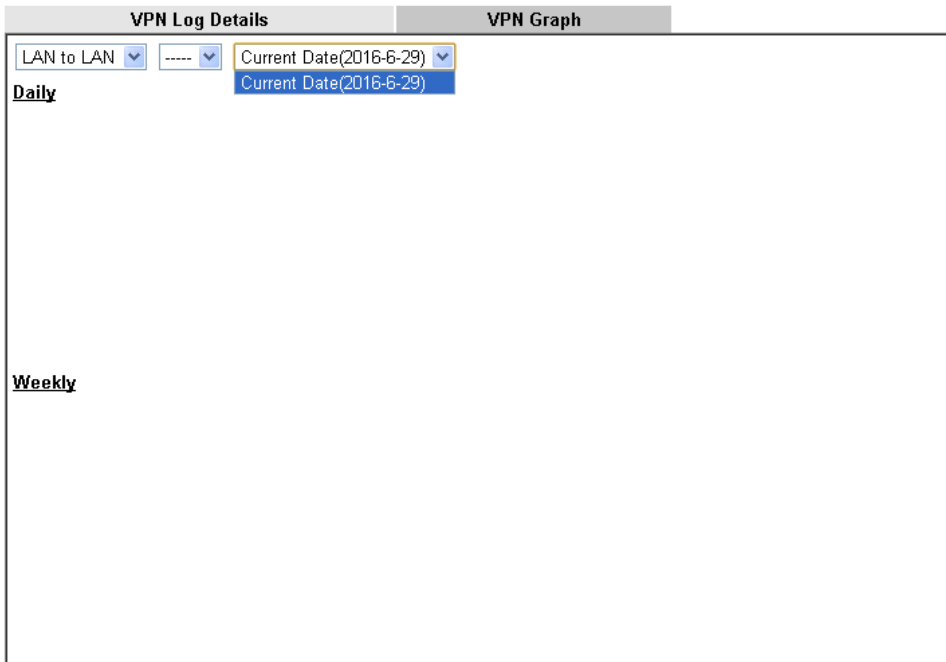 VPN Log Details VPN Graph
LAN to LAN ----- Current Date(2016-6-29)
Current Date(2016-6-29)
Daily
Weekly